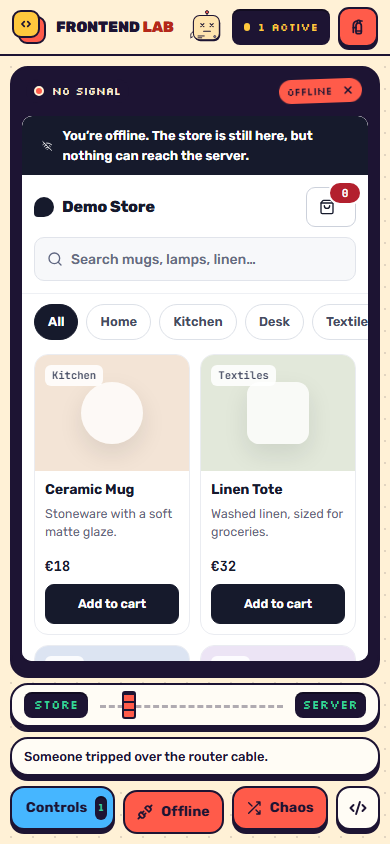 FRONTEND LAB
1 ACTIVE
NO SIGNAL
OFFLINE ✕
You’re offline. The store is still here, but
nothing can reach the server.
Demo Store
0
Search mugs, lamps, linen…
All
Home
Kitchen
Desk
Textile
Kitchen
Ceramic Mug
Stoneware with a soft
matte glaze.
€18
Add to cart
Textiles
Linen Tote
Washed linen, sized for
groceries.
€32
Add to cart
STORE
SERVER
Someone tripped over the router cable.
Controls 1
Offline
Chaos